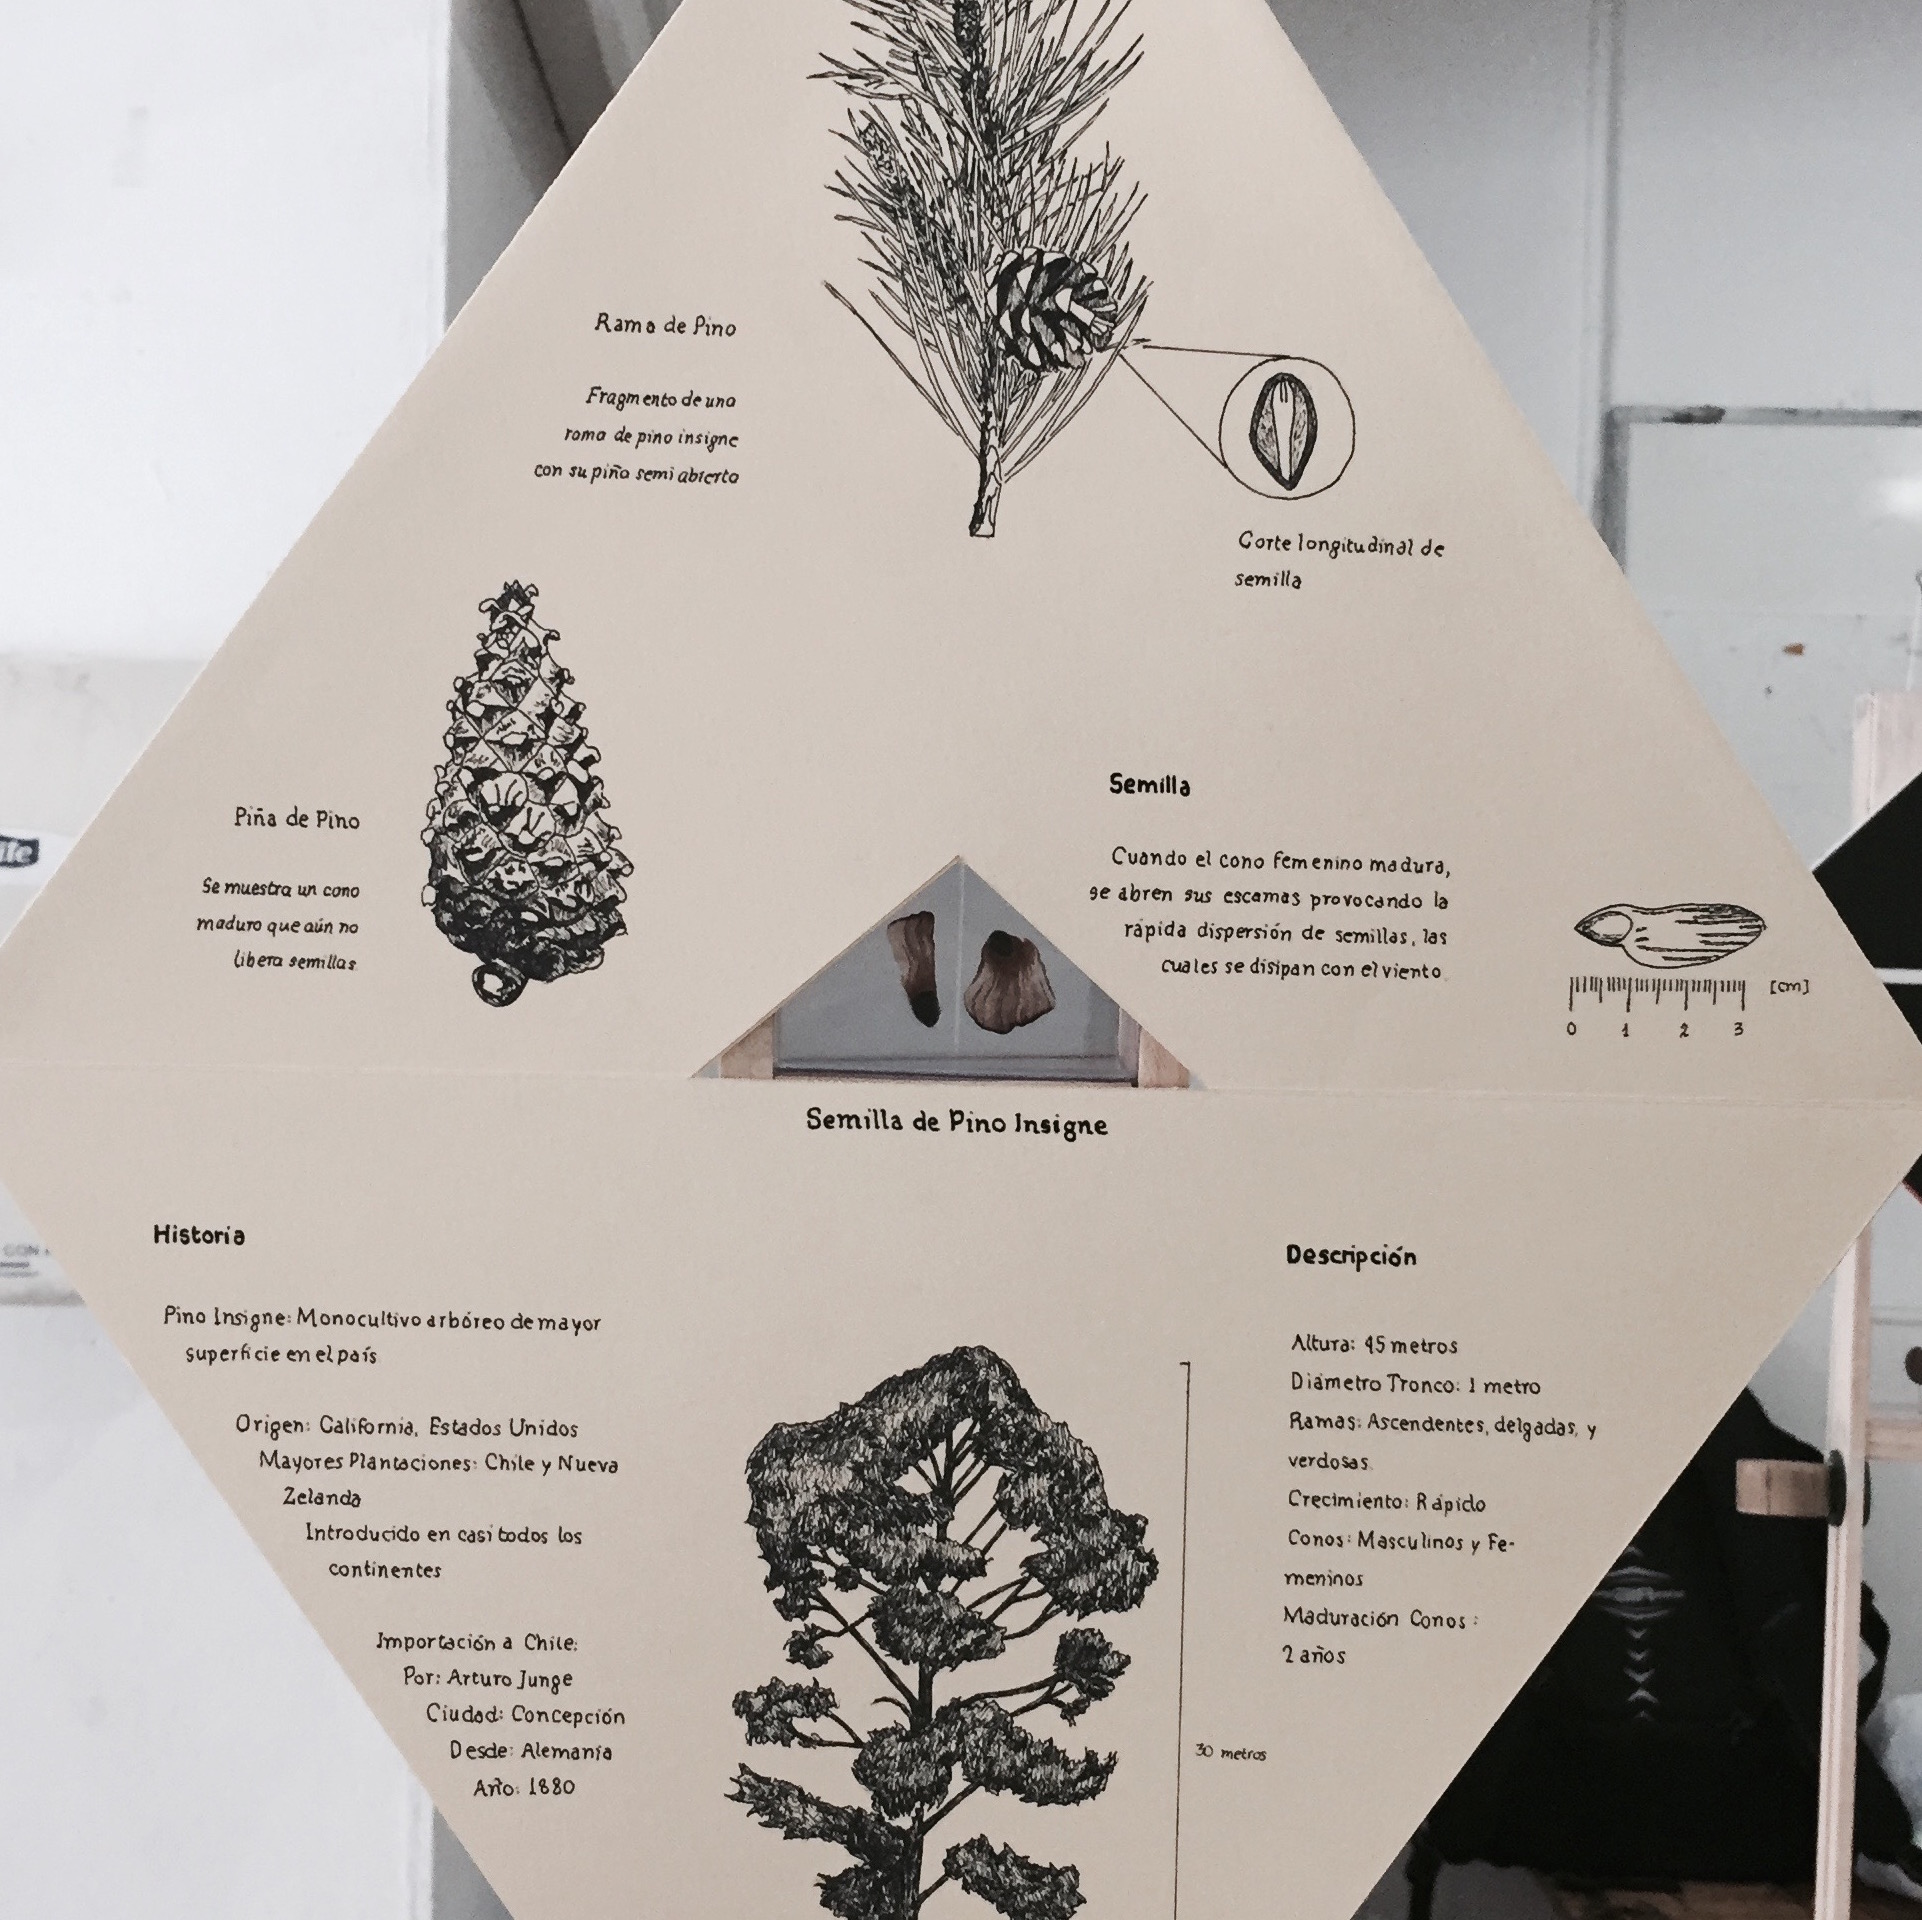 Rama de Pino
Fragmento de una
rama de pino insigne
con su piña semi abierta
Corte longitudinal de
semilla
Piña de Pino
Se muestra un cono
maduro que aún no
libera semillas
Semilla
Cuando el cono femenino madura,
se abren sus escamas provocando la
rápida dispersión de semillas, las
cuales se disipan con el viento.
[cm]
0 1 2 3
Semilla de Pino Insigne
Historia
Pino Insigne: Monocultivo arbóreo de mayor
superficie en el país
Origen: California, Estados Unidos
Mayores Plantaciones: Chile y Nueva
Zelanda
Introducido en casi todos los
continentes
Importación a Chile:
Por: Arturo Junge
Ciudad: Concepción
Desde: Alemania
Año: 1880
Descripción
Altura: 45 metros
Diámetro Tronco: 1 metro
Ramas: Ascendentes, delgadas, y
verdosas.
Crecimiento: Rápido
Conos: Masculinos y Fe-
meninos
Maduración Conos:
2 años
30 metros